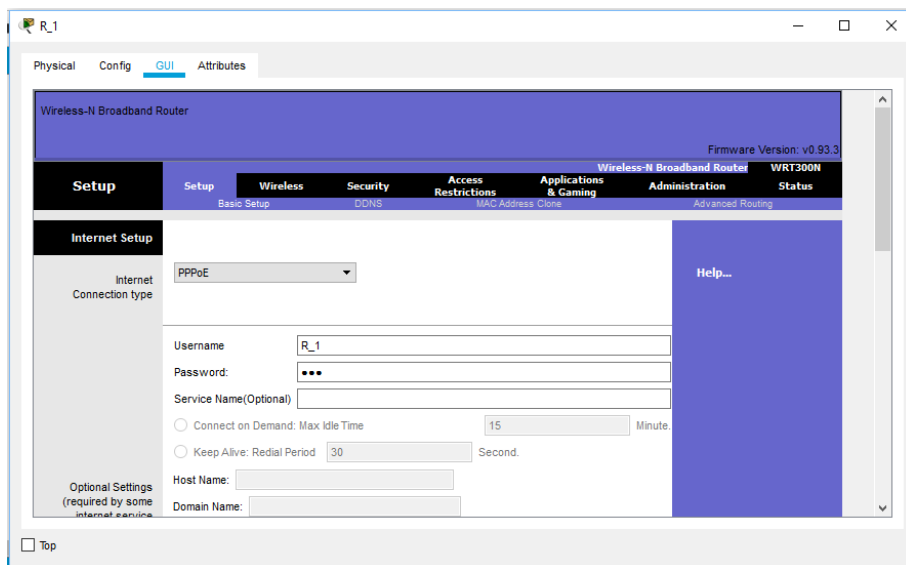 R_1
Physical Config GUI Attributes
Wireless-N Broadband Router
Firmware Version: v0.93.3
Wireless-N Broadband Router WRT300N
Setup Setup Wireless Security Access Restrictions Applications & Gaming Administration Status
Basic Setup DDNS MAC Address Clone Advanced Routing
Internet Setup
Internet Connection type
PPPoE
Help...
Username R_1
Password: •••
Service Name(Optional)
Connect on Demand: Max Idle Time 15 Minute.
Keep Alive: Redial Period 30 Second.
Optional Settings
(required by some
internet service
Host Name:
Domain Name:
Top